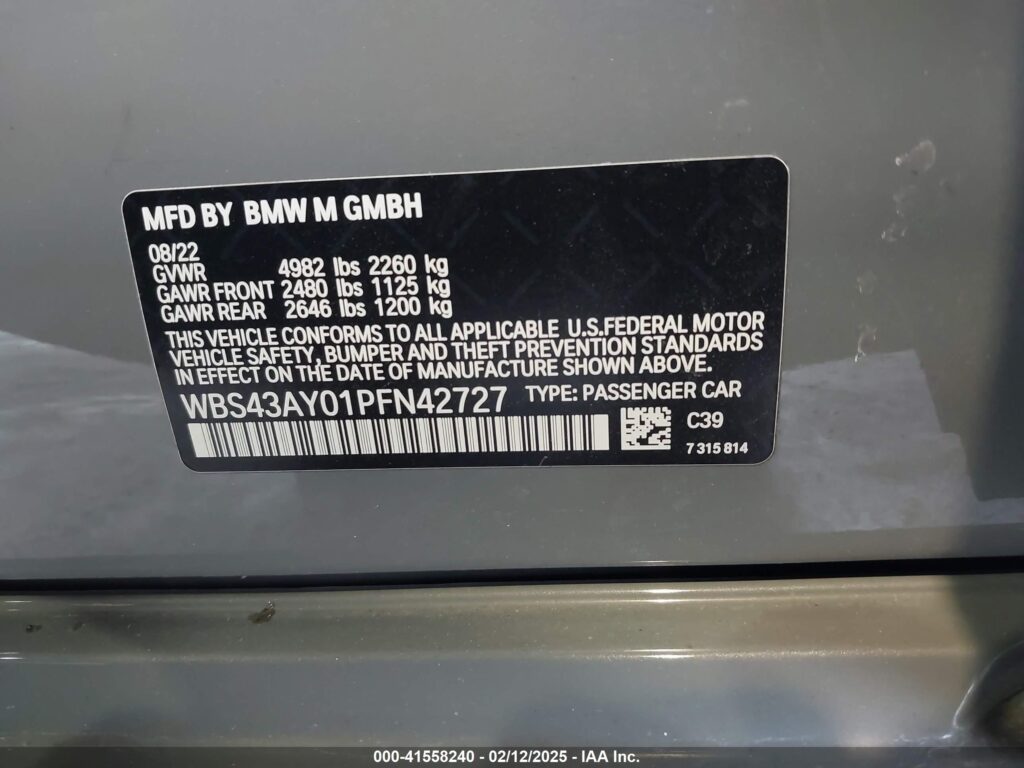 MFD BY BMW M GMBH
08/22
GVWR 4982 lbs 2260 kg
GAWR FRONT 2480 lbs 1125 kg
GAWR REAR 2646 lbs 1200 kg
THIS VEHICLE CONFORMS TO ALL APPLICABLE U.S.FEDERAL MOTOR
VEHICLE SAFETY, BUMPER AND THEFT PREVENTION STANDARDS
IN EFFECT ON THE DATE OF MANUFACTURE SHOWN ABOVE.
WBS43AY01PFN42727 TYPE: PASSENGER CAR
C39
7 315 814
000-41558240 - 02/12/2025 - IAA Inc.